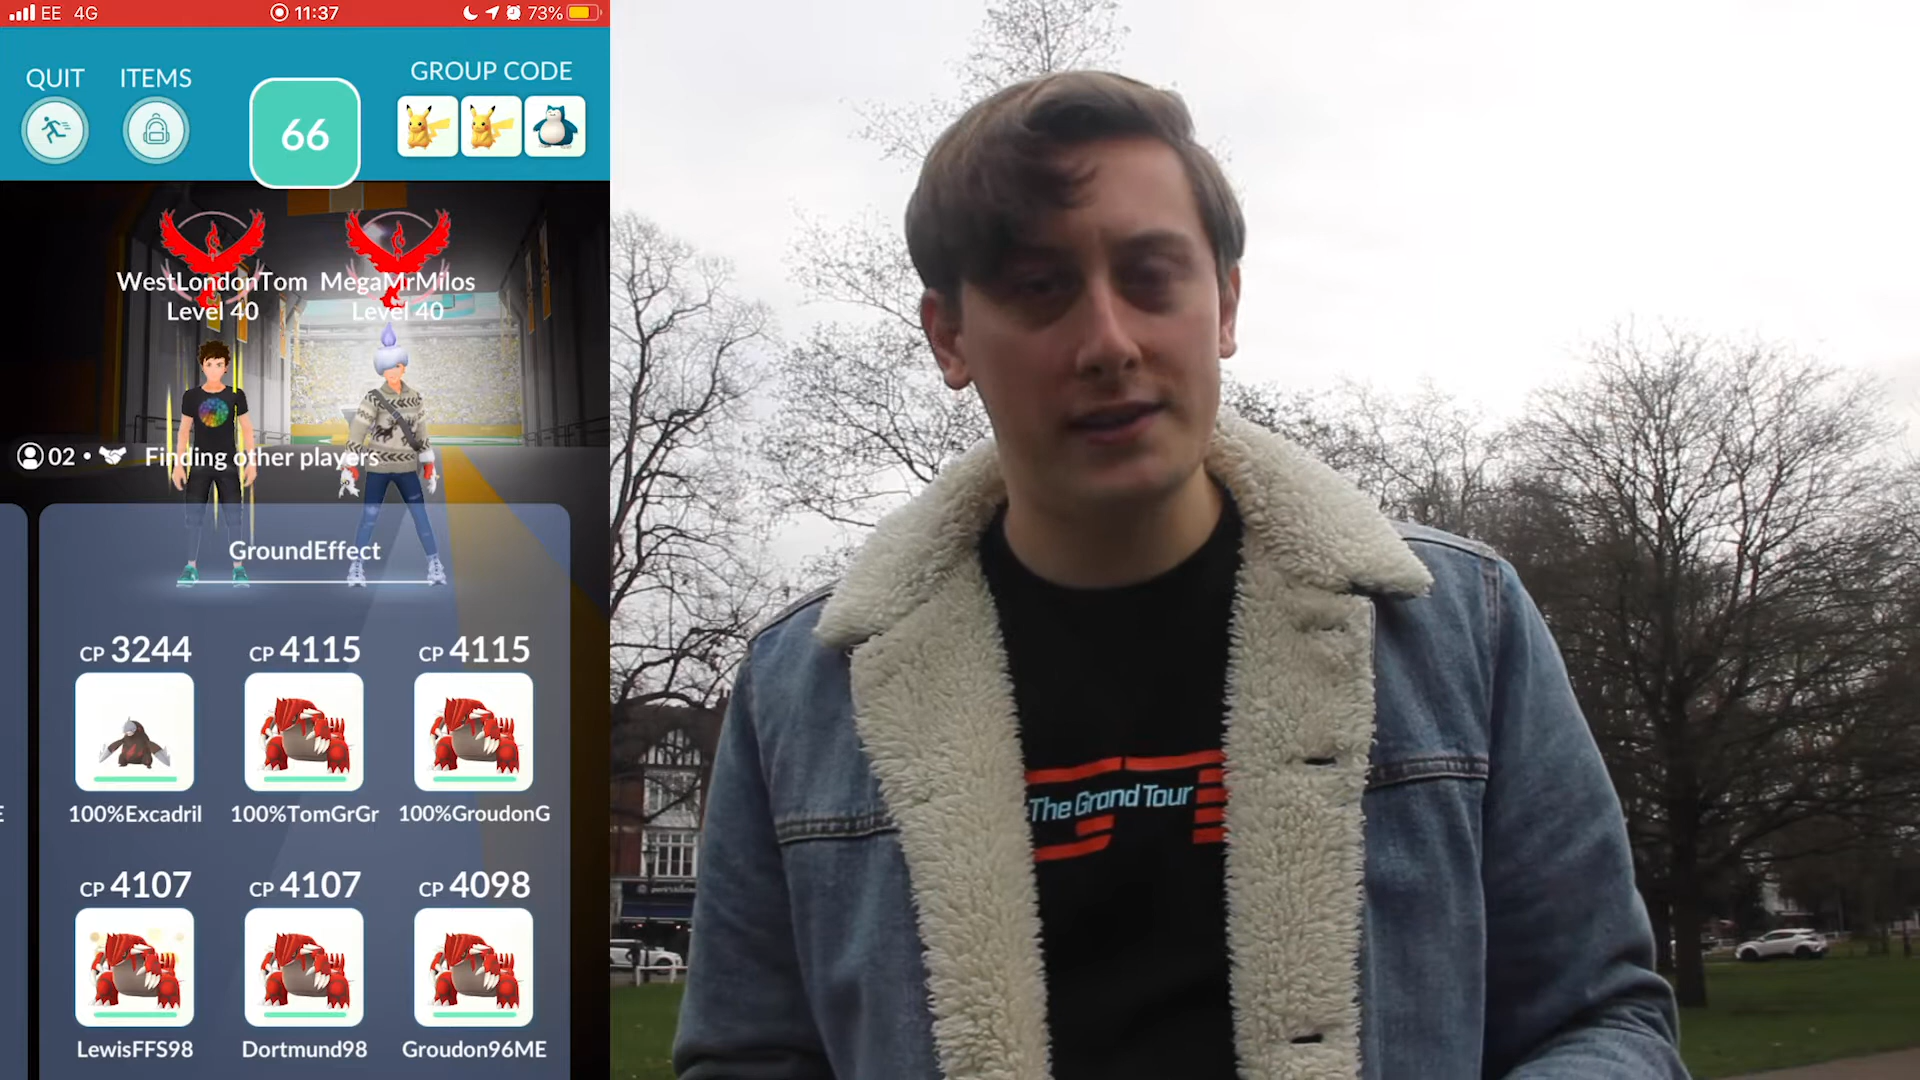 EE 4G 11:37 73%
QUIT ITEMS GROUP CODE
66
WestLondonTom MegaMrMilos
Level 40 Level 40
02 • Finding other players
GroundEffect
CP 3244 CP 4115 CP 4115
100%Excadril 100%TomGrGr 100%GroudonG
CP 4107 CP 4107 CP 4098
LewisFFS98 Dortmund98 Groudon96ME
E
The Grand Tour